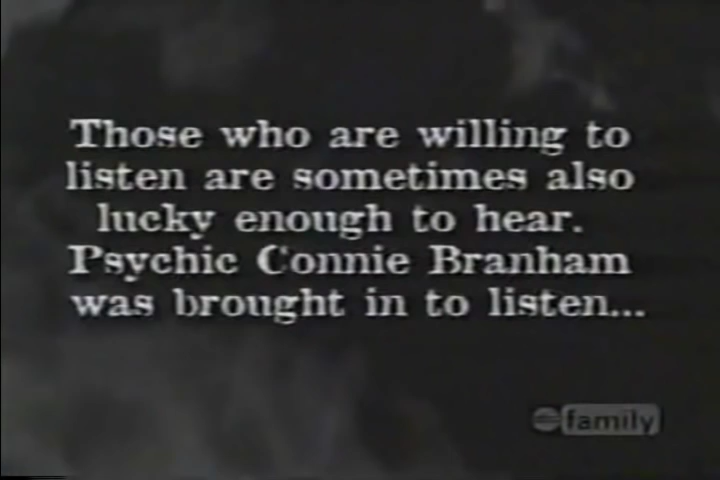 Those who are willing to
listen are sometimes also
lucky enough to hear.
Psychic Connie Branham
was brought in to listen...
abc family